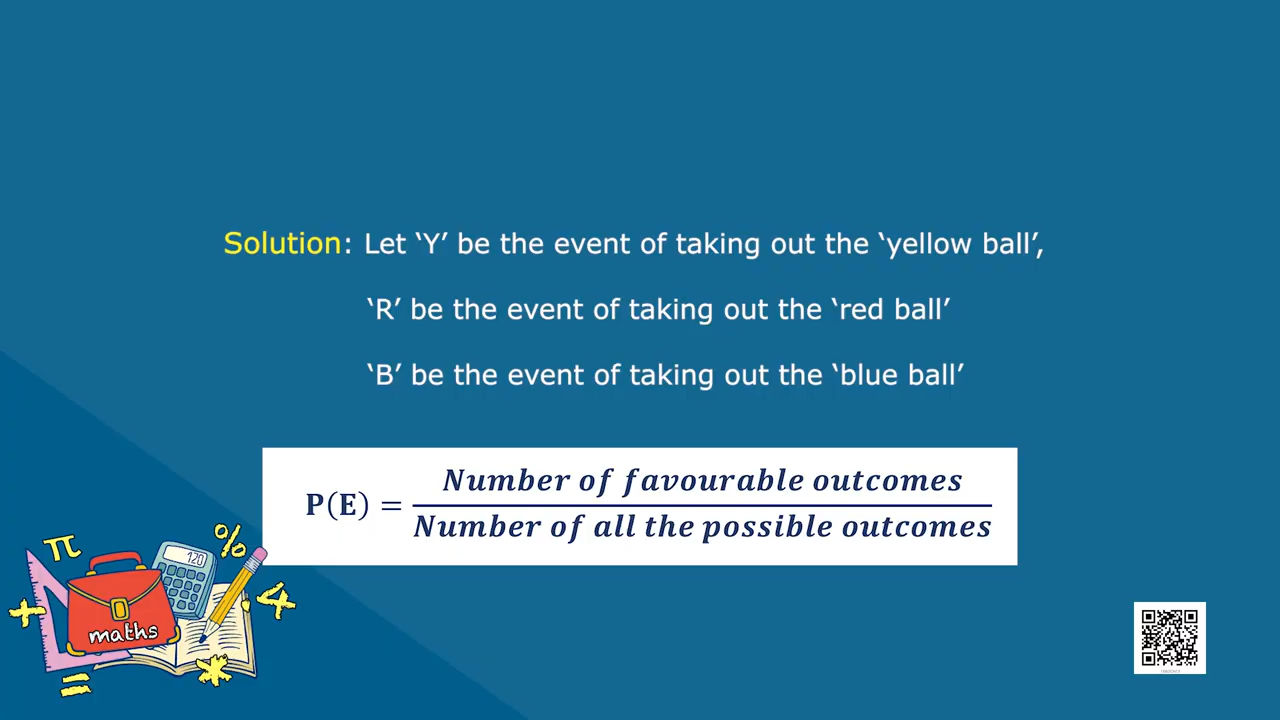 Solution: Let ‘Y’ be the event of taking out the ‘yellow ball’,
‘R’ be the event of taking out the ‘red ball’
‘B’ be the event of taking out the ‘blue ball’
P(E) = Number of favourable outcomes
Number of all the possible outcomes
π
%
120
+
maths
4
*
=